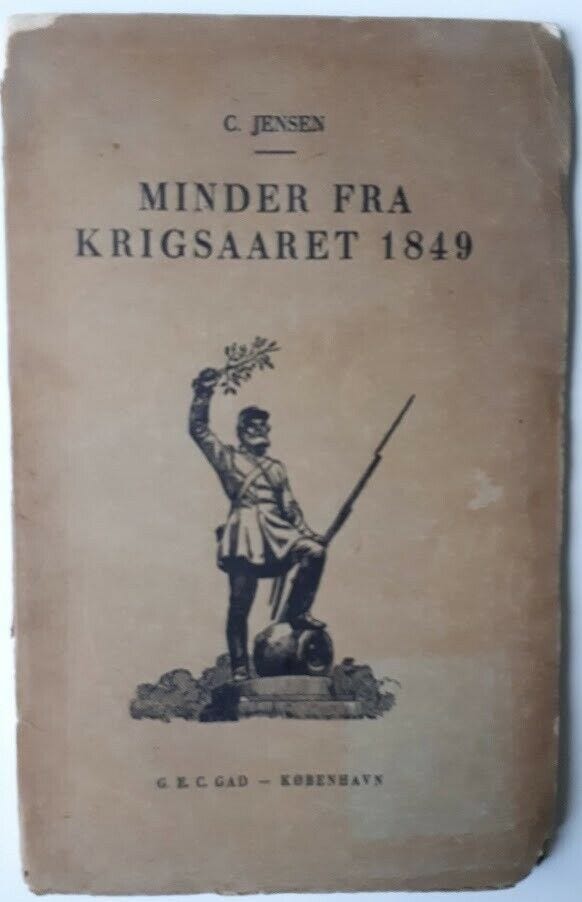 C. JENSEN
MINDER FRA
KRIGSAARET 1849
G. E. C. GAD — KØBENHAVN